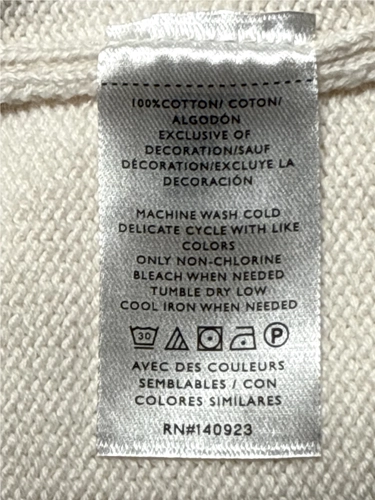 100% COTTON/ COTON/
ALGODÓN
EXCLUSIVE OF
DECORATION/SAUF
DÉCORATION/EXCLUYE LA
DECORACIÓN
MACHINE WASH COLD
DELICATE CYCLE WITH LIKE
COLORS
ONLY NON-CHLORINE
BLEACH WHEN NEEDED
TUMBLE DRY LOW
COOL IRON WHEN NEEDED
30 P
AVEC DES COULEURS
SEMBLABLES / CON
COLORES SIMILARES
RN#140923